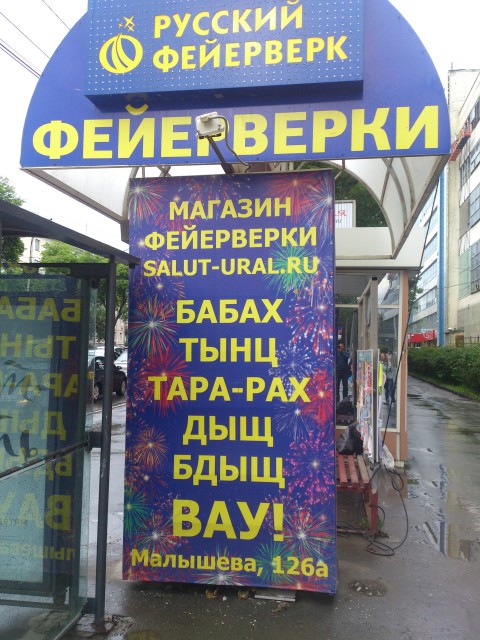 РУССКИЙ
ФЕЙЕРВЕРК
ФЕЙЕРВЕРКИ
МАГАЗИН
ФЕЙЕРВЕРКИ
SALUT-URAL.RU
БАБАХ
ТЫНЦ
ТАРА-РАХ
ДЫЩ
БДЫЩ
ВАУ!
Малышева, 126а